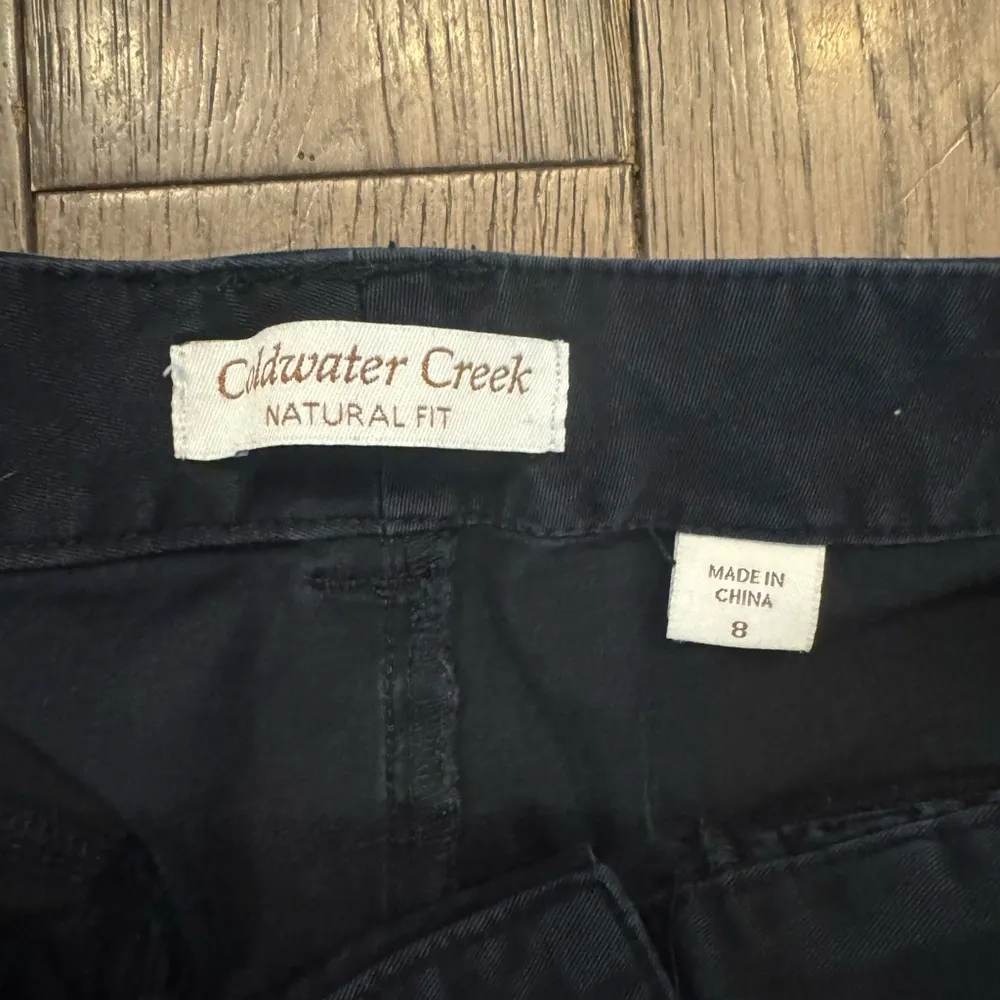 Coldwater Creek
NATURAL FIT
MADE IN
CHINA
8